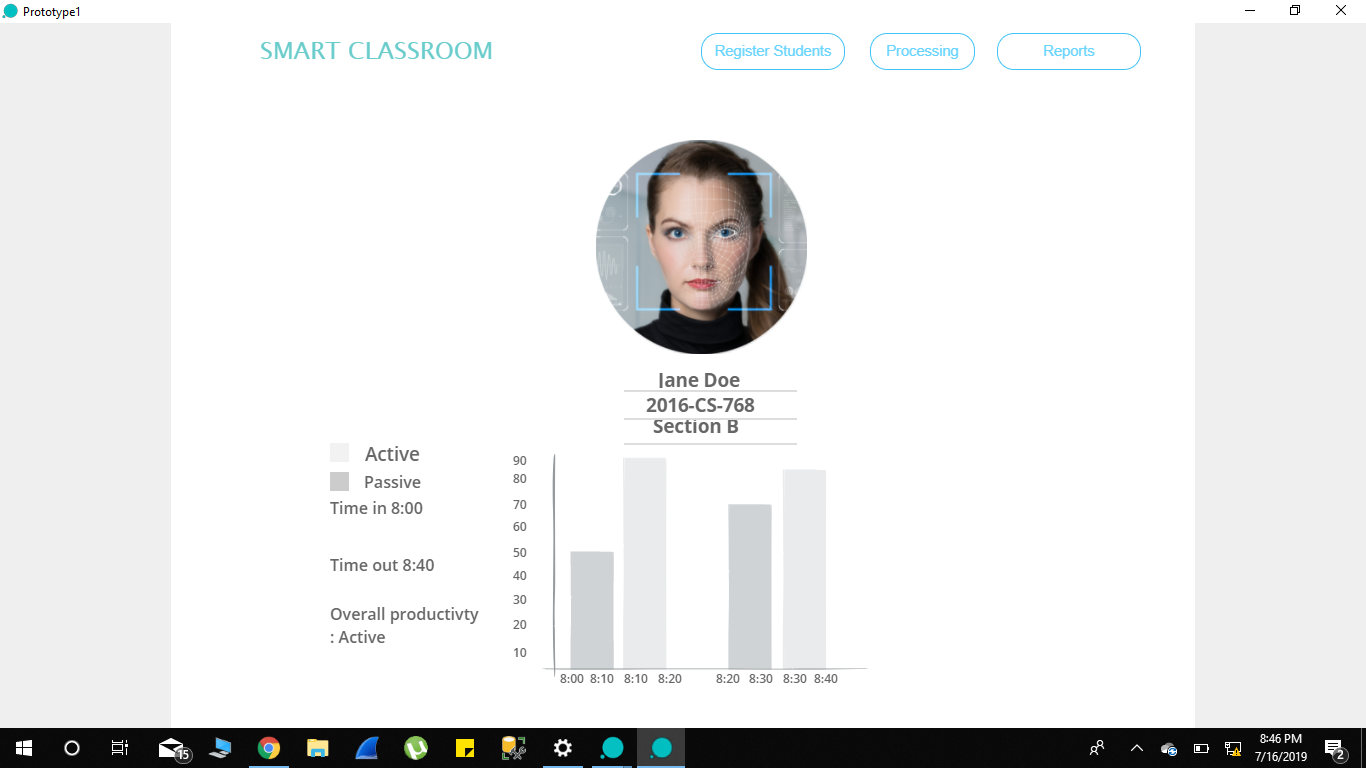 Prototype1
SMART CLASSROOM
Register Students
Processing
Reports
Jane Doe
2016-CS-768
Section B
Active
Passive
Time in 8:00
Time out 8:40
Overall productivty
: Active
90
80
70
60
50
40
30
20
10
8:00 8:10 8:10 8:20 8:20 8:30 8:30 8:40
15
8:46 PM
7/16/2019
2